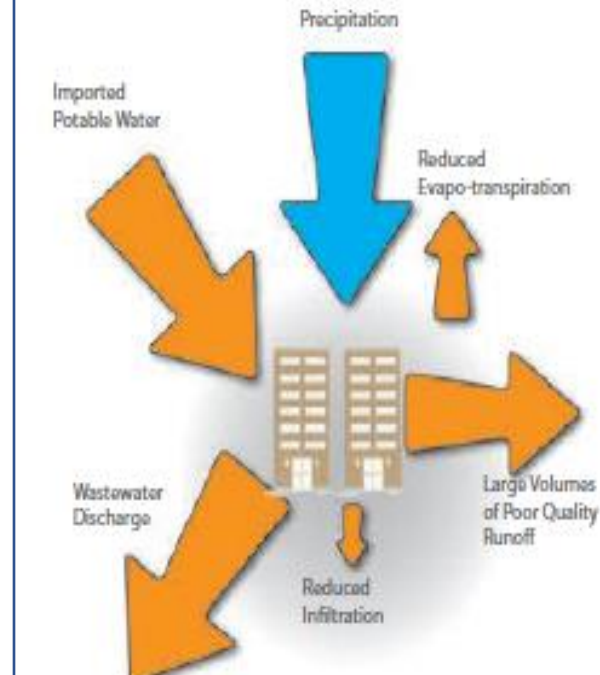 Precipitation
Imported
Potable Water
Reduced
Evapo-transpiration
Large Volumes
of Poor Quality
Runoff
Wastewater
Discharge
Reduced
Infiltration